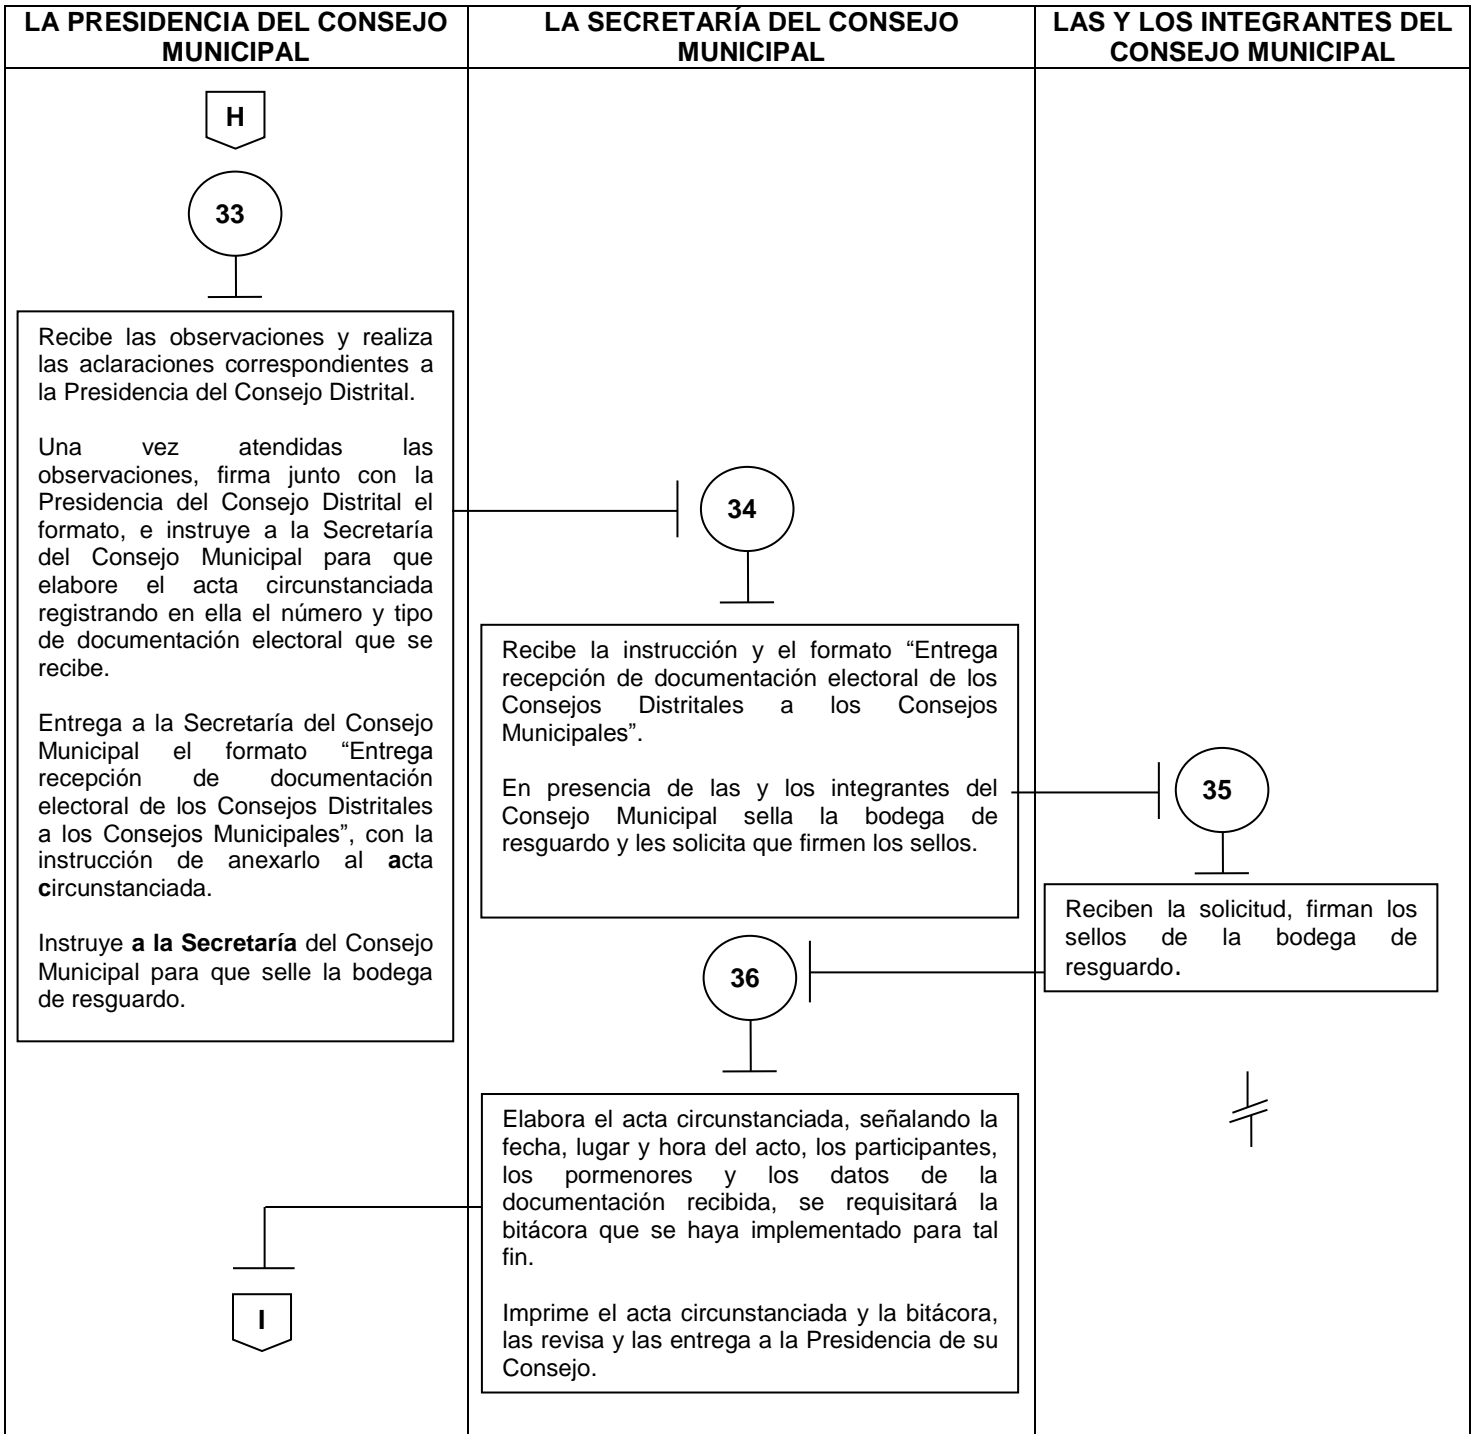 LA PRESIDENCIA DEL CONSEJO
MUNICIPAL
LA SECRETARÍA DEL CONSEJO
MUNICIPAL
LAS Y LOS INTEGRANTES DEL
CONSEJO MUNICIPAL
H
33
Recibe las observaciones y realiza
las aclaraciones correspondientes a
la Presidencia del Consejo Distrital.
Una vez atendidas las
observaciones, firma junto con la
Presidencia del Consejo Distrital el
formato, e instruye a la Secretaría
del Consejo Municipal para que
elabore el acta circunstanciada
registrando en ella el número y tipo
de documentación electoral que se
recibe.
Entrega a la Secretaría del Consejo
Municipal el formato “Entrega
recepción de documentación
electoral de los Consejos Distritales
a los Consejos Municipales”, con la
instrucción de anexarlo al acta
circunstanciada.
Instruye a la Secretaría del Consejo
Municipal para que selle la bodega
de resguardo.
34
Recibe la instrucción y el formato “Entrega
recepción de documentación electoral de los
Consejos Distritales a los Consejos
Municipales”.
En presencia de las y los integrantes del
Consejo Municipal sella la bodega de
resguardo y les solicita que firmen los sellos.
35
Reciben la solicitud, firman los
sellos de la bodega de
resguardo.
36
Elabora el acta circunstanciada, señalando la
fecha, lugar y hora del acto, los participantes,
los pormenores y los datos de la
documentación recibida, se requisitará la
bitácora que se haya implementado para tal
fin.
Imprime el acta circunstanciada y la bitácora,
las revisa y las entrega a la Presidencia de su
Consejo.
I